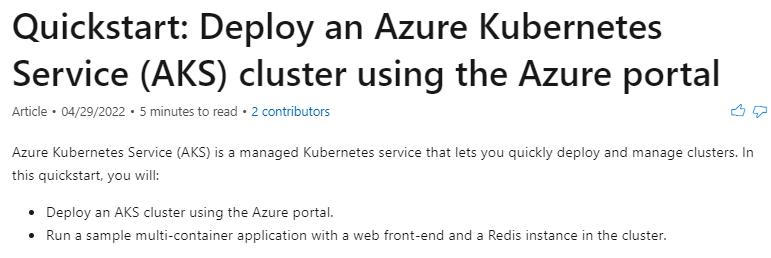 Quickstart: Deploy an Azure Kubernetes
Service (AKS) cluster using the Azure portal
Article • 04/29/2022 • 5 minutes to read • 2 contributors
Azure Kubernetes Service (AKS) is a managed Kubernetes service that lets you quickly deploy and manage clusters. In
this quickstart, you will:
• Deploy an AKS cluster using the Azure portal.
• Run a sample multi-container application with a web front-end and a Redis instance in the cluster.